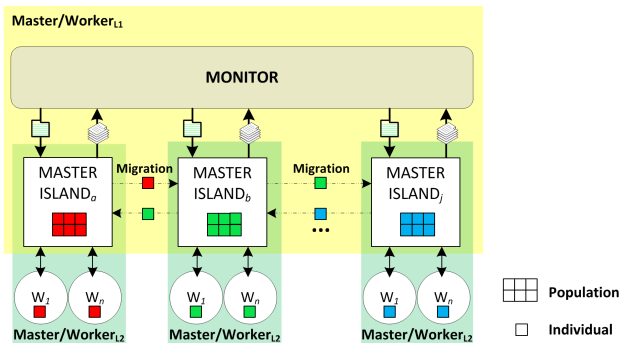 Master/WorkerL1
MONITOR
MASTER
ISLANDa
Migration
MASTER
ISLANDb
Migration
MASTER
ISLANDj
...
W1
Wn
W1
Wn
W1
Wn
Master/WorkerL2
Master/WorkerL2
Master/WorkerL2
Population
Individual